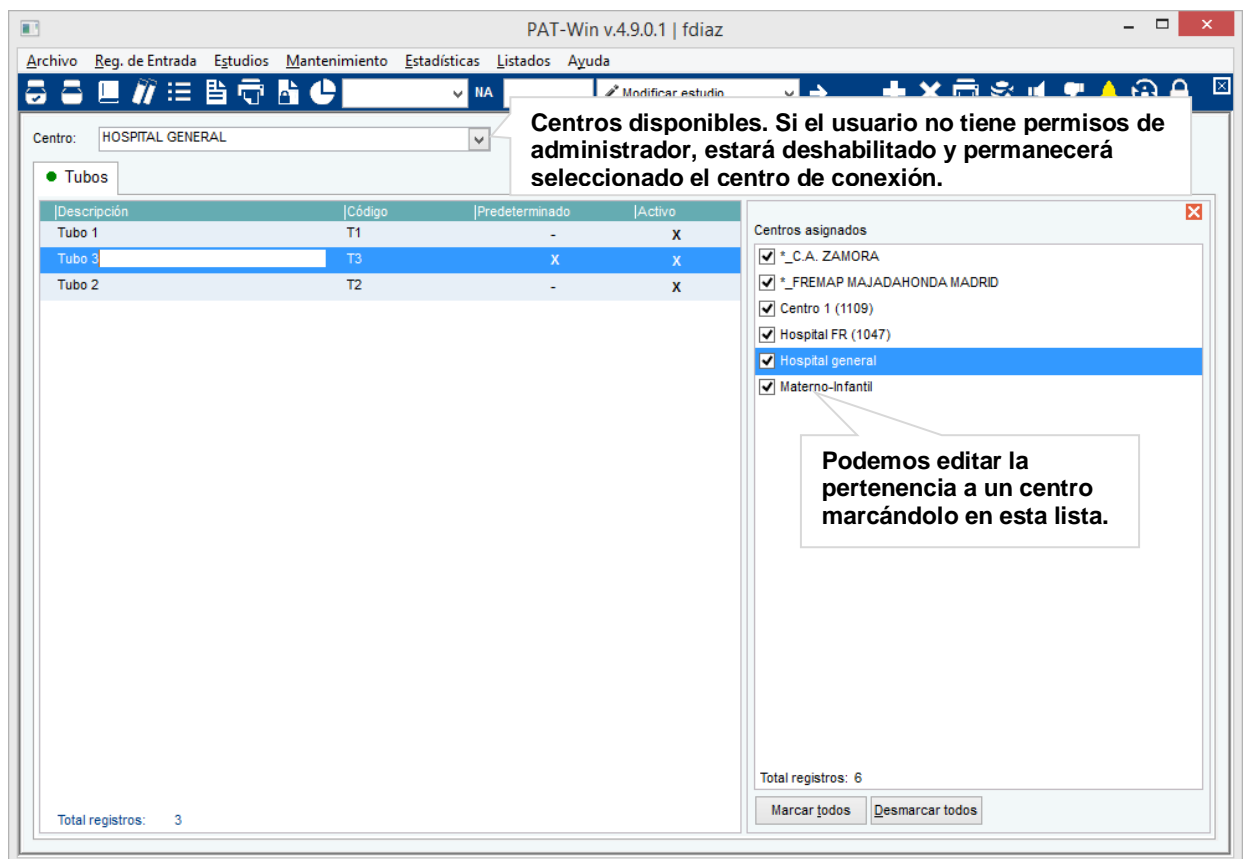 PAT-Win v.4.9.0.1 | fdiaz
Archivo Reg. de Entrada Estudios Mantenimiento Estadísticas Listados Ayuda
NA Modificar estudio
Centro: HOSPITAL GENERAL
Centros disponibles. Si el usuario no tiene permisos de
administrador, estará deshabilitado y permanecerá
seleccionado el centro de conexión.
Tubos
|Descripción |Código |Predeterminado |Activo
Tubo 1 T1 - X
Tubo 3 T3 X X
Tubo 2 T2 - X
Total registros: 3
Centros asignados
*_C.A. ZAMORA
*_FREMAP MAJADAHONDA MADRID
Centro 1 (1109)
Hospital FR (1047)
Hospital general
Materno-Infantil
Podemos editar la
pertenencia a un centro
marcándolo en esta lista.
Total registros: 6
Marcar todos Desmarcar todos